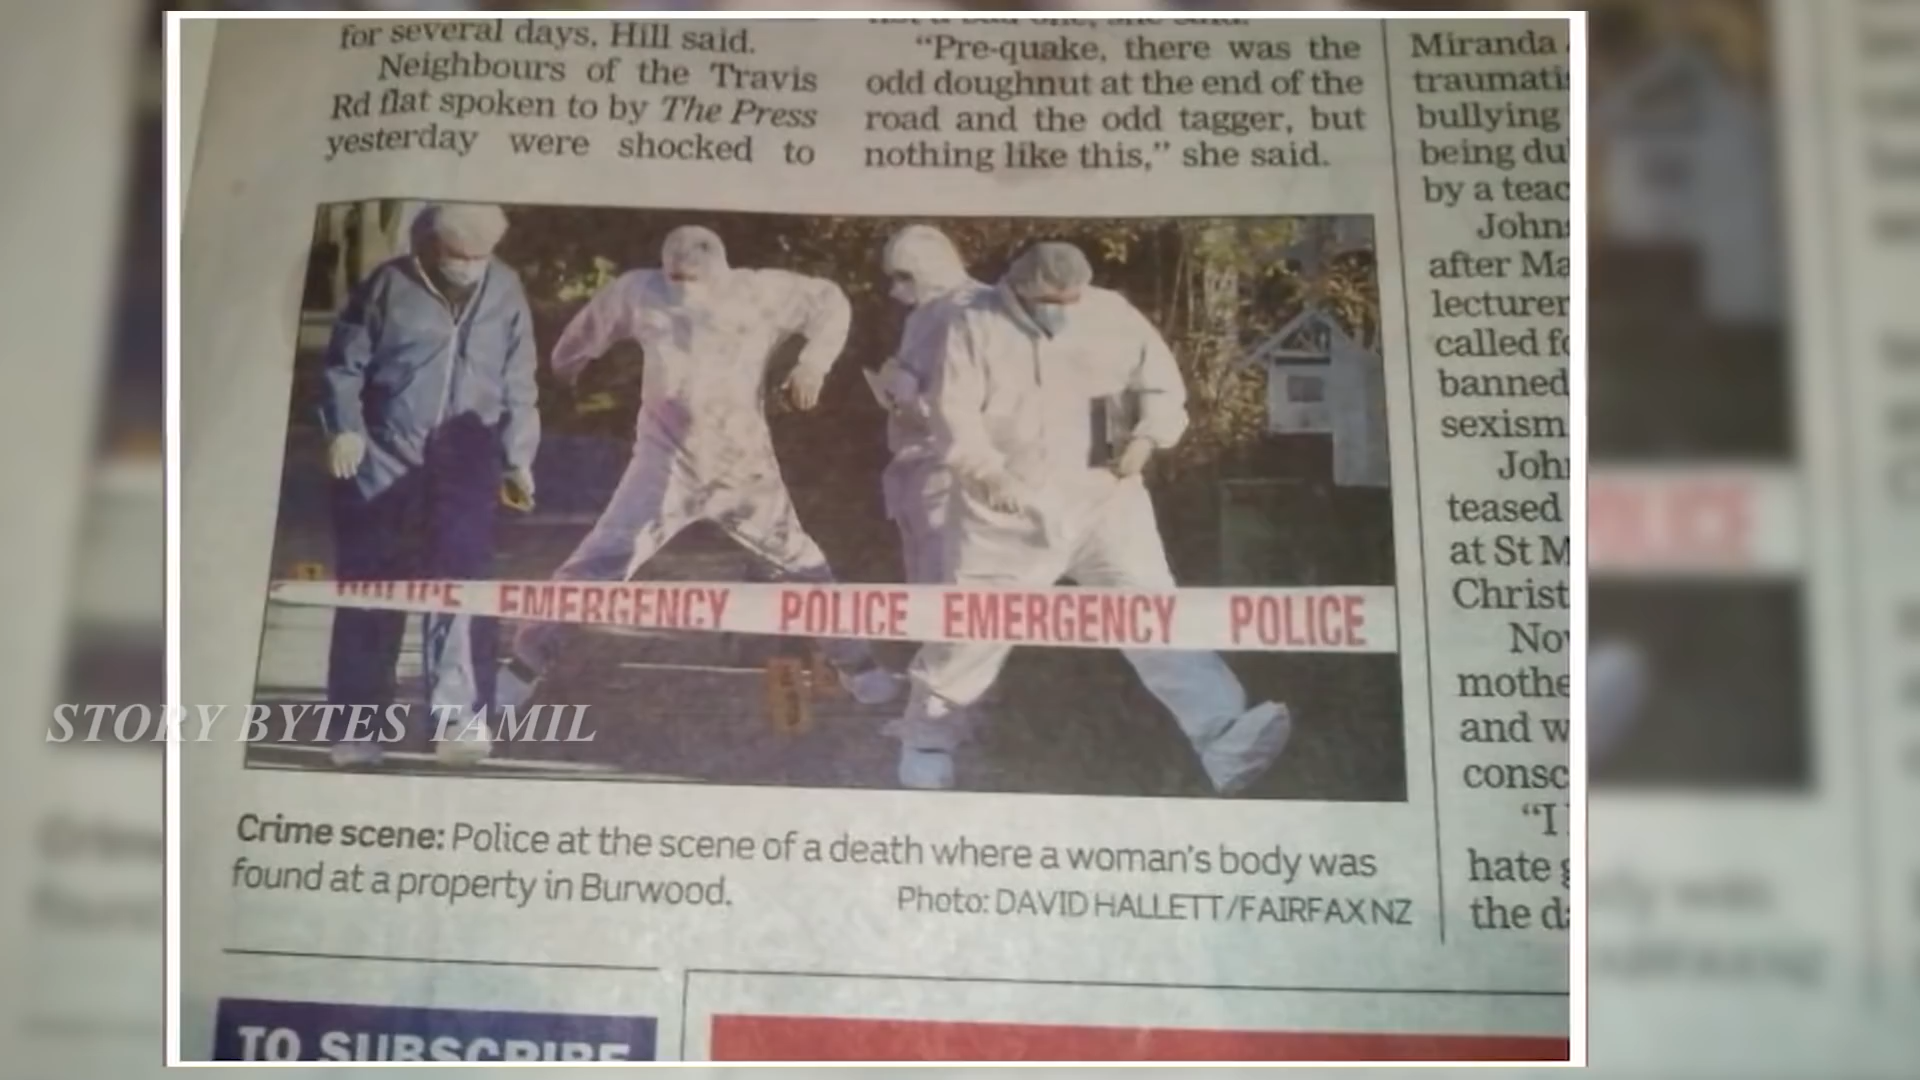 for several days, Hill said.
Neighbours of the Travis
Rd flat spoken to by The Press
yesterday were shocked to
"Pre-quake, there was the
odd doughnut at the end of the
road and the odd tagger, but
nothing like this," she said.
Miranda
traumatis
bullying
being du
by a teac
Johns
after Ma
lecturer
called fo
banned
sexism
Joh
teased
at St M
Christ
No
mothe
and w
consc
"I
hate
the d
POLICE EMERGENCY POLICE EMERGENCY POLICE
STORY BYTES TAMIL
Crime scene: Police at the scene of a death where a woman's body was
found at a property in Burwood.
Photo: DAVID HALLETT/FAIRFAX NZ
TO SUBSCRIBE